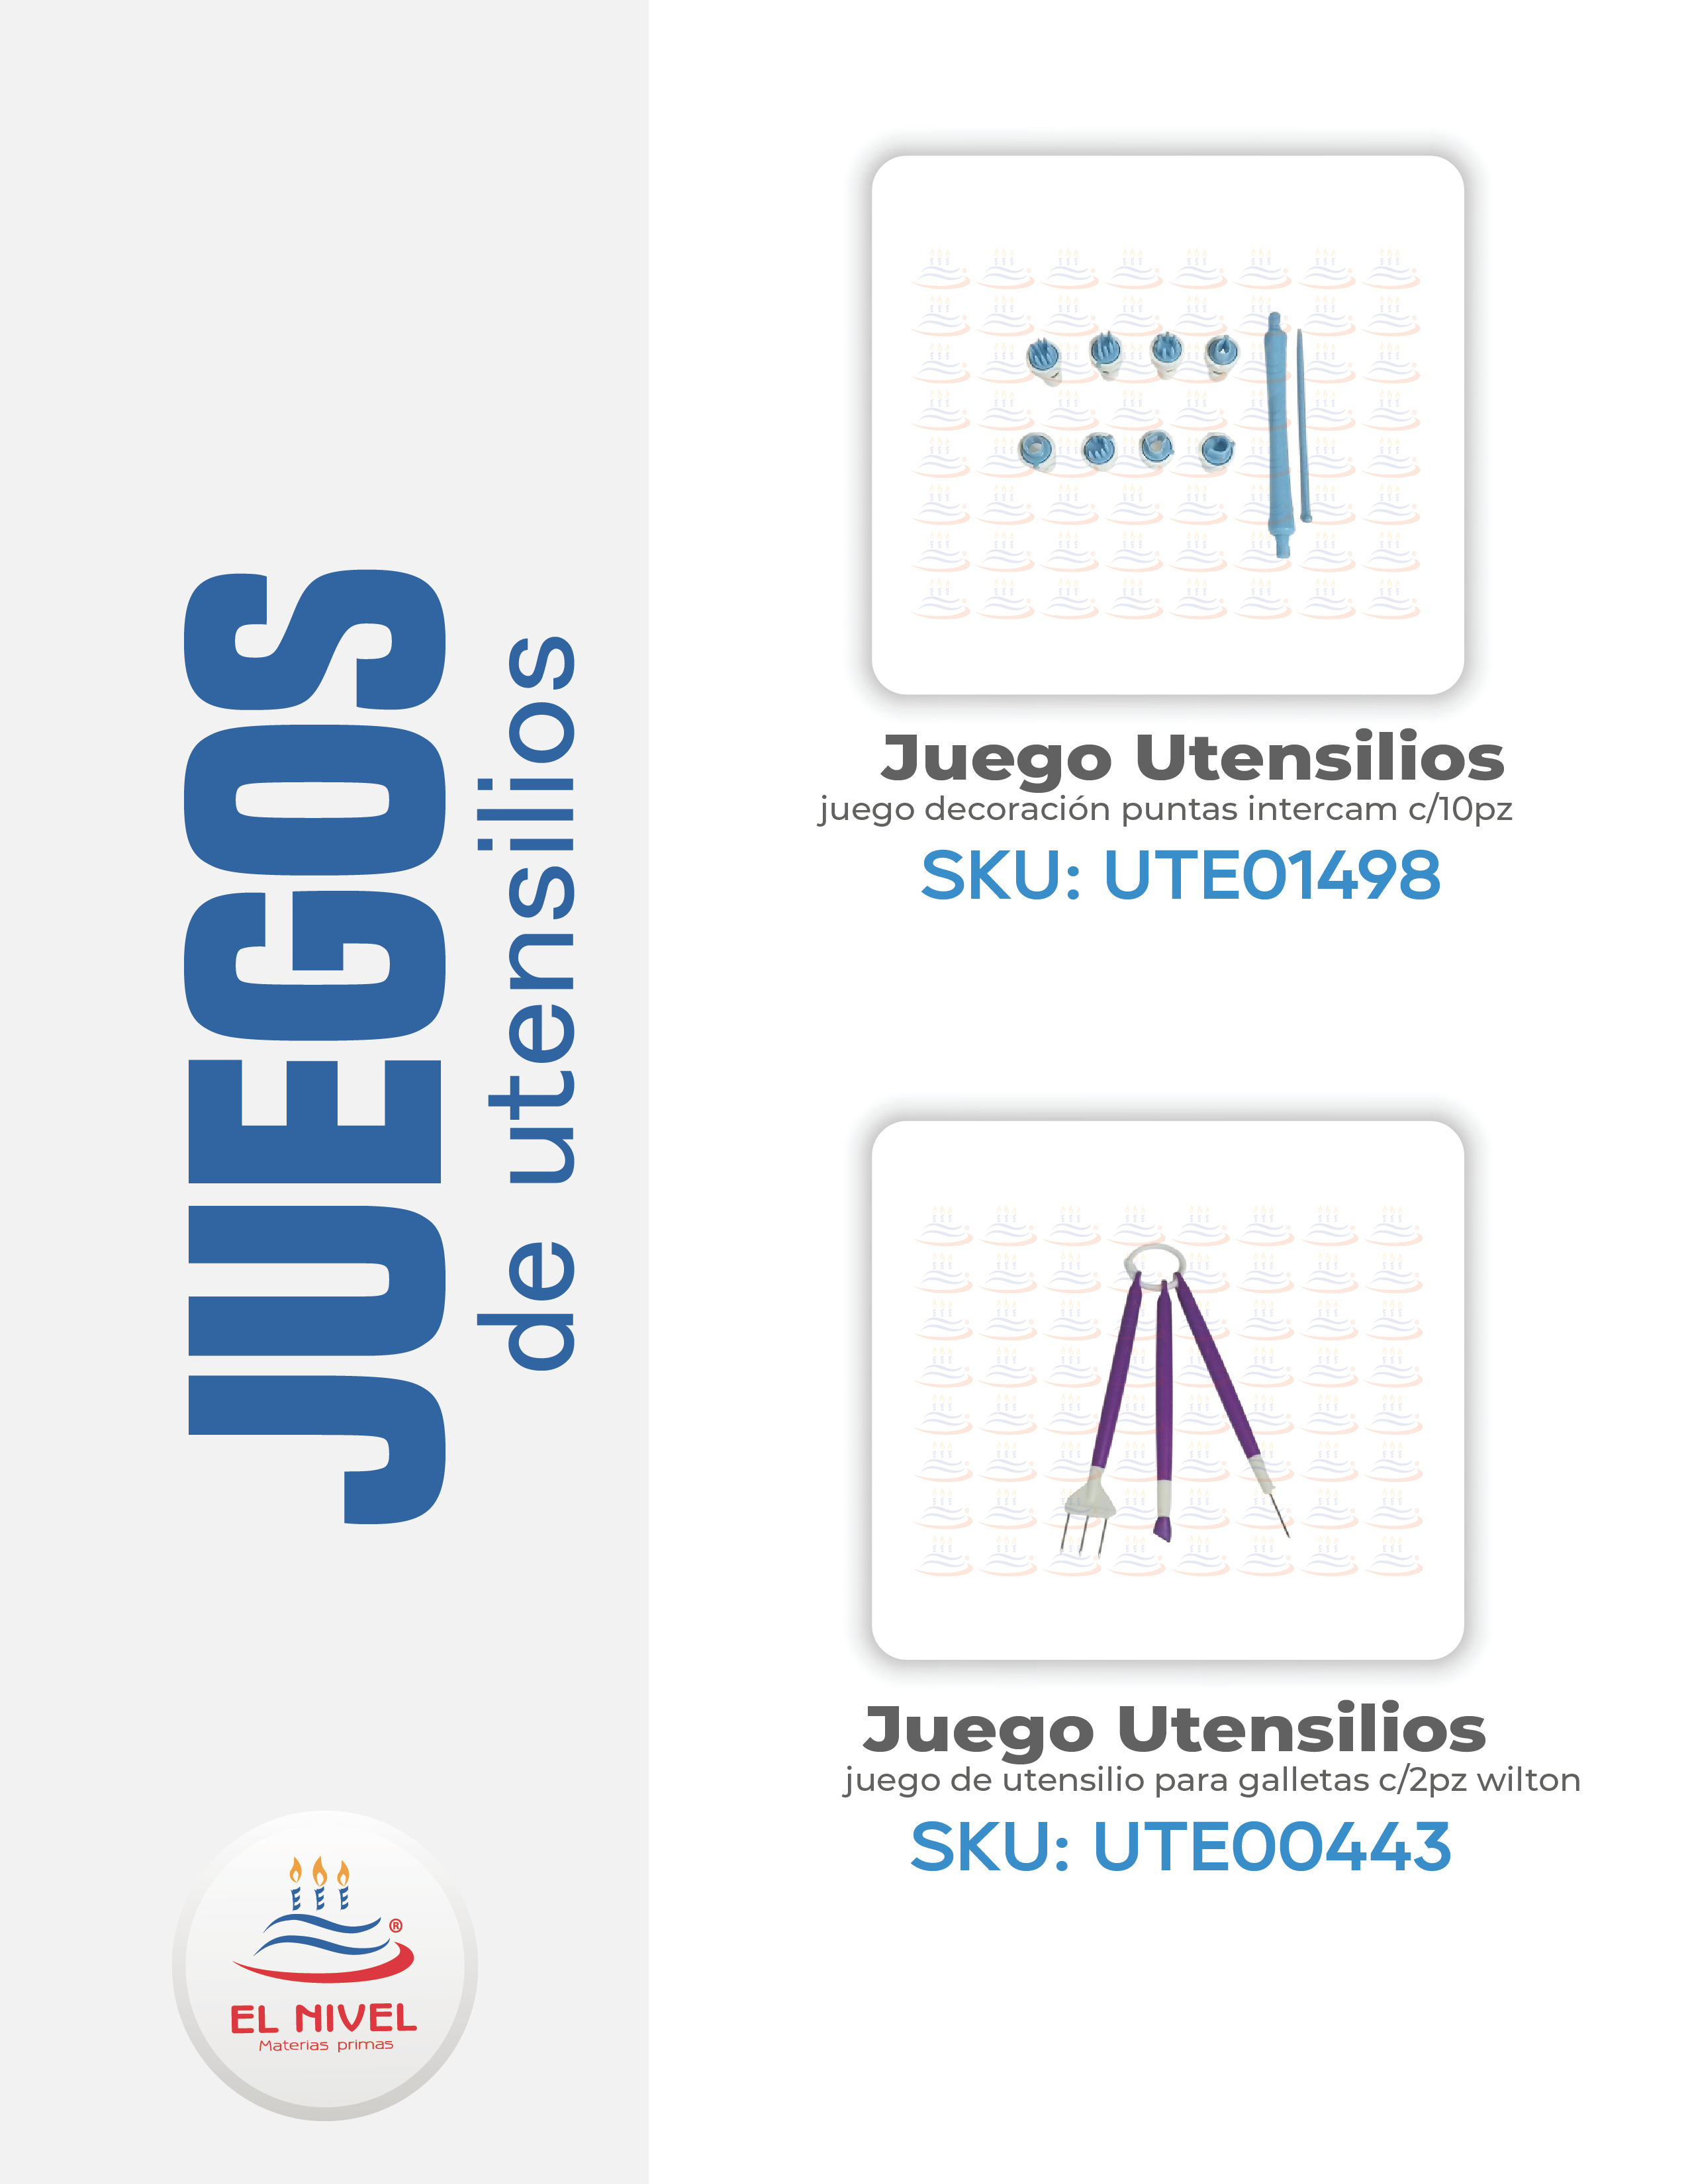 JUEGOS
de utensilios
Juego Utensilios
juego decoración puntas intercam c/10pz
SKU: UTE01498
Juego Utensilios
juego de utensilio para galletas c/2pz wilton
SKU: UTE00443
®
EL NIVEL
Materias primas